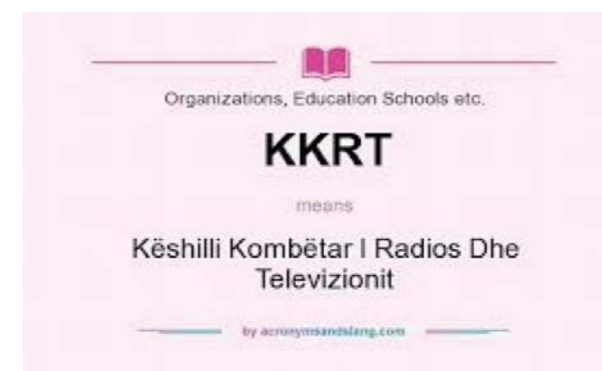 Organizations, Education Schools etc.
KKRT
means
Këshilli Kombëtar I Radios Dhe
Televizionit
by acronymsandslang.com